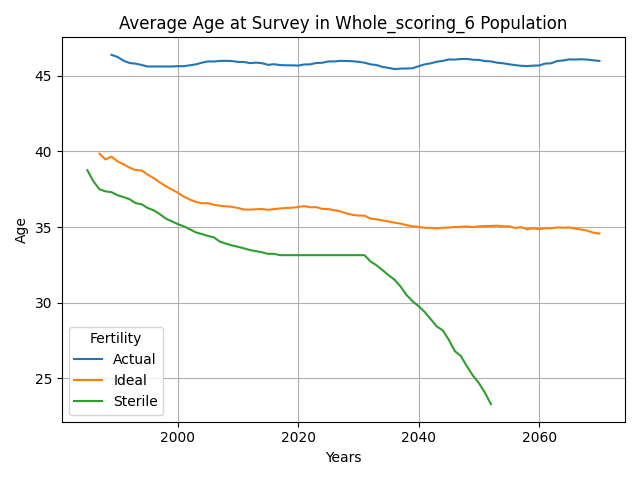 Average Age at Survey in Whole_scoring_6 Population
Age
45
40
35
30
25
Fertility
Actual
Ideal
Sterile
2000
2020
2040
2060
Years